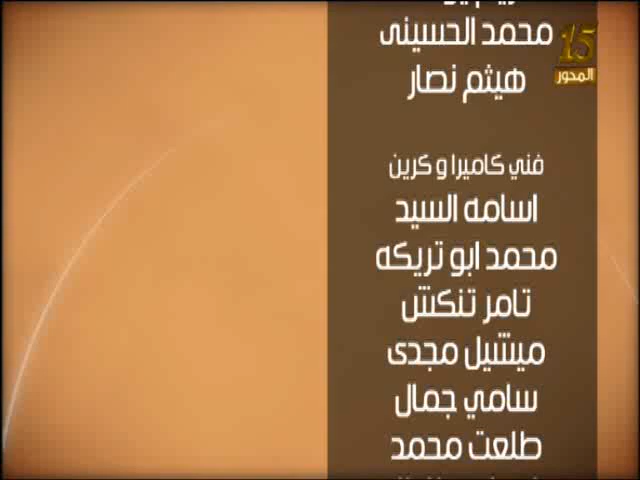 محمد الحسينى
هيثم نصار
15
المحور
فني كاميرا و كرين
اسامه السيد
محمد ابو تريكه
تامر تنكش
ميشيل مجدى
سامي جمال
طلعت محمد